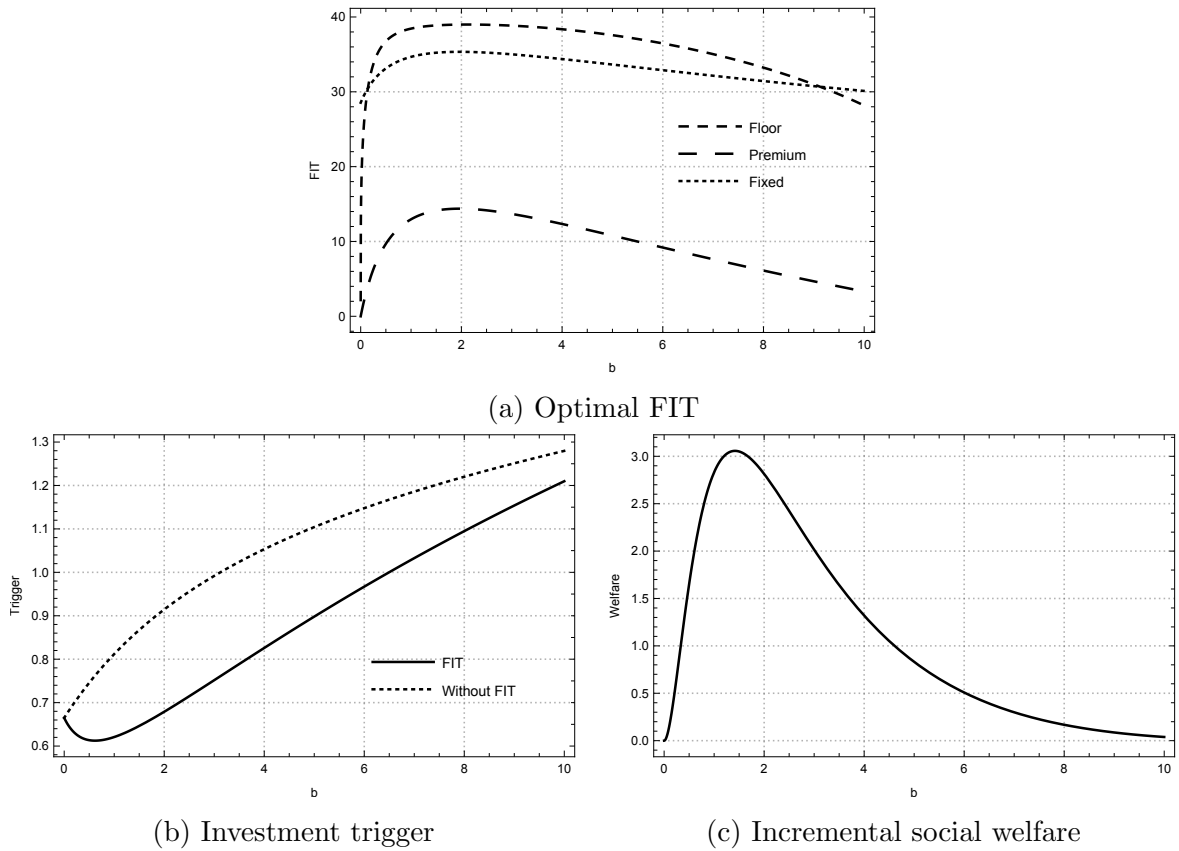 40
30
20
10
0
FIT
Floor
Premium
Fixed
0 2 4 6 8 10
b
(a) Optimal FIT
1.3
1.2
1.1
1.0
0.9
0.8
0.7
0.6
Trigger
FIT
Without FIT
0 2 4 6 8 10
b
(b) Investment trigger
3.0
2.5
2.0
1.5
1.0
0.5
0.0
Welfare
0 2 4 6 8 10
b
(c) Incremental social welfare